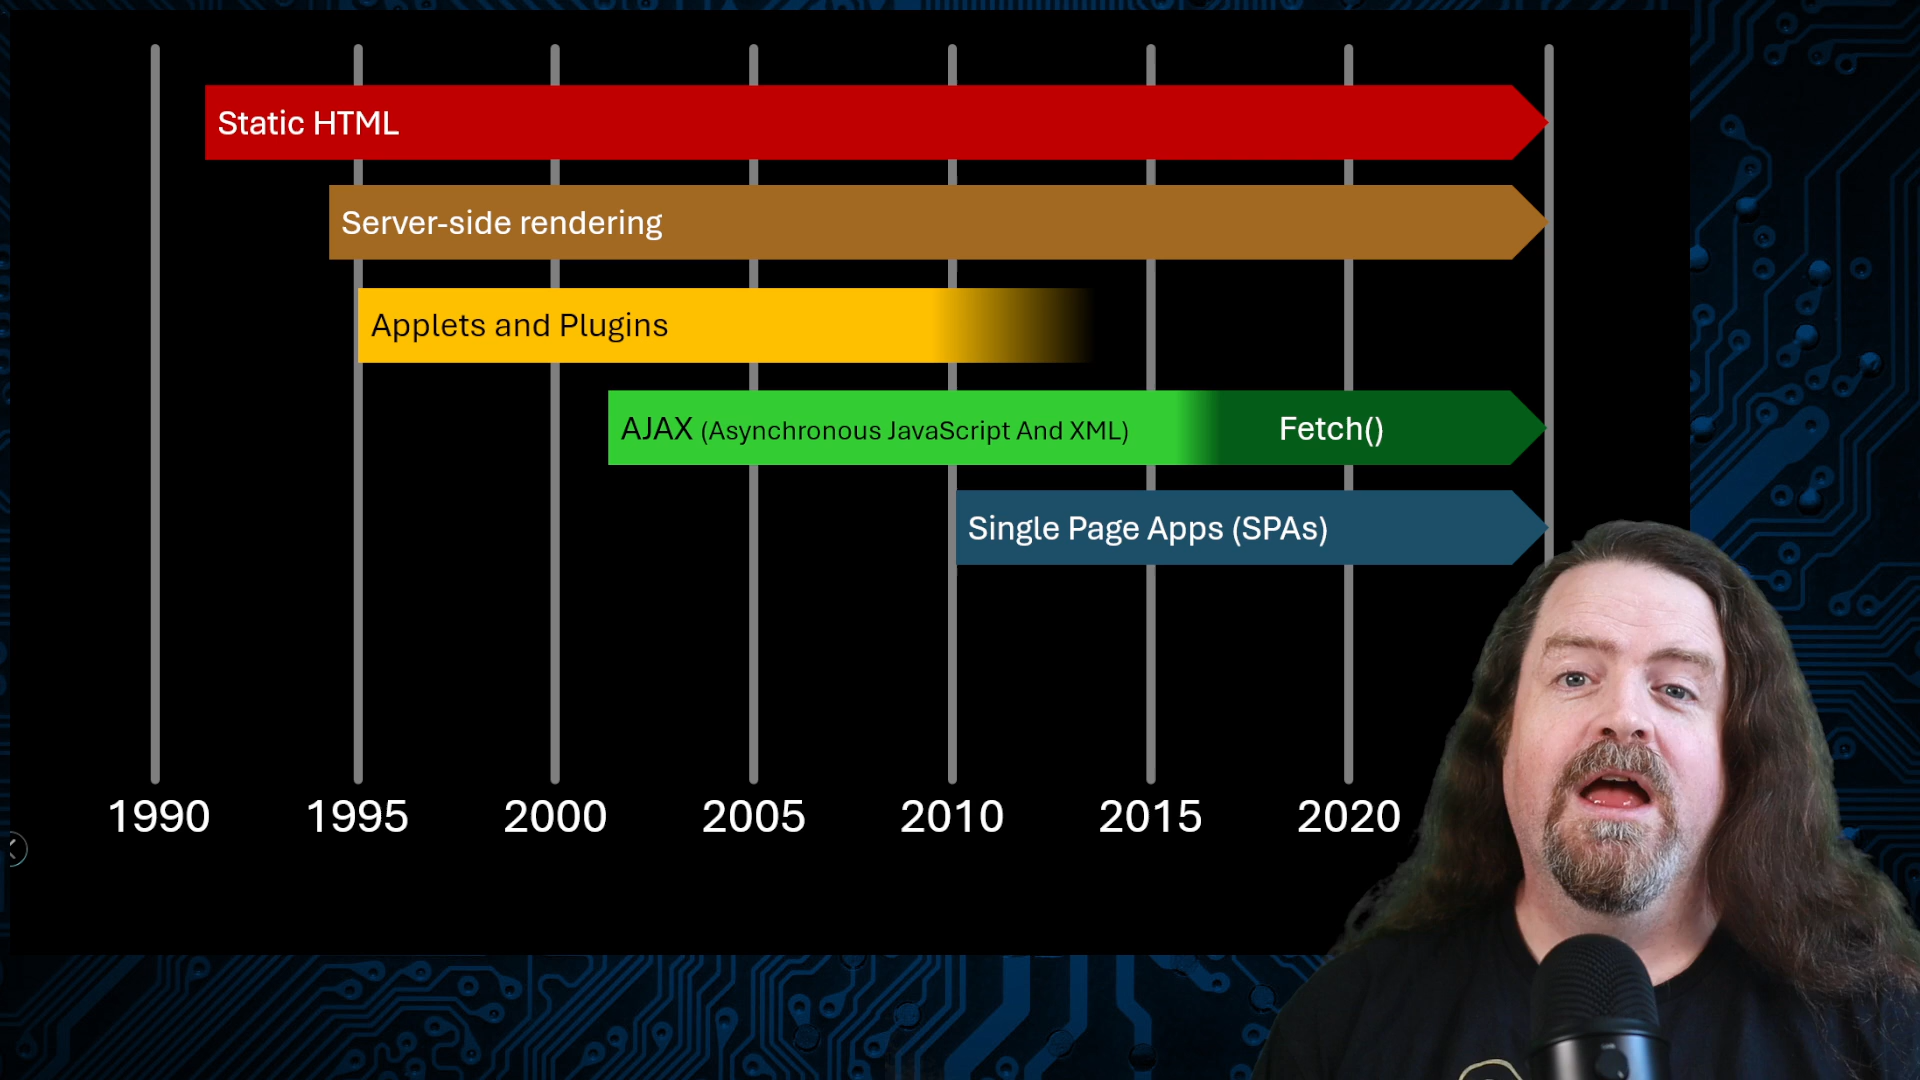 Static HTML
Server-side rendering
Applets and Plugins
AJAX (Asynchronous JavaScript And XML) Fetch()
Single Page Apps (SPAs)
1990 1995 2000 2005 2010 2015 2020